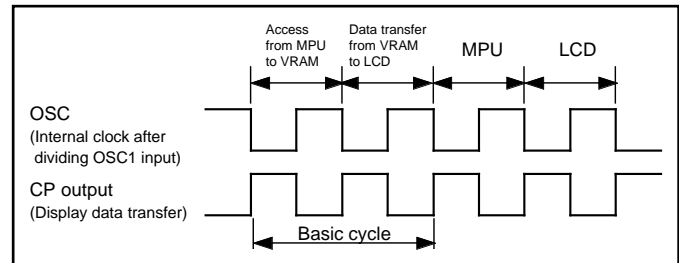 Access
from MPU
to VRAM
Data transfer
from VRAM
to LCD
MPU
LCD
OSC
(Internal clock after
dividing OSC1 input)
CP output
(Display data transfer)
Basic cycle